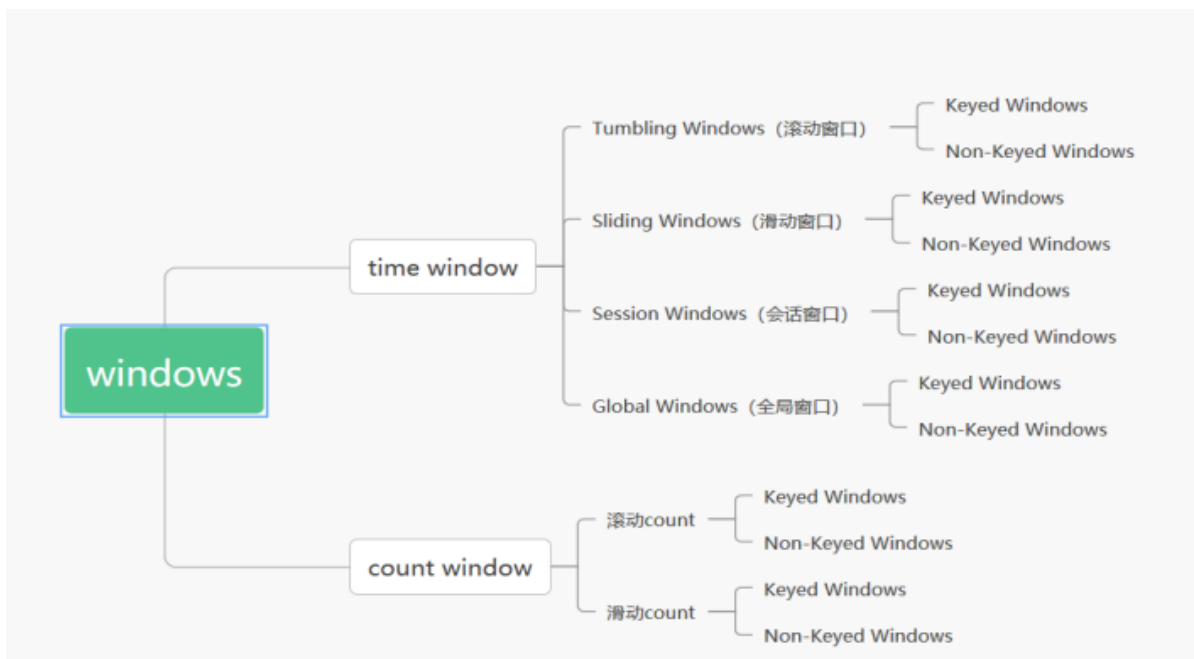 windows
time window
Tumbling Windows（滚动窗口）
Keyed Windows
Non-Keyed Windows
Sliding Windows（滑动窗口）
Keyed Windows
Non-Keyed Windows
Session Windows（会话窗口）
Keyed Windows
Non-Keyed Windows
Global Windows（全局窗口）
Keyed Windows
Non-Keyed Windows
count window
滚动count
Keyed Windows
Non-Keyed Windows
滑动count
Keyed Windows
Non-Keyed Windows